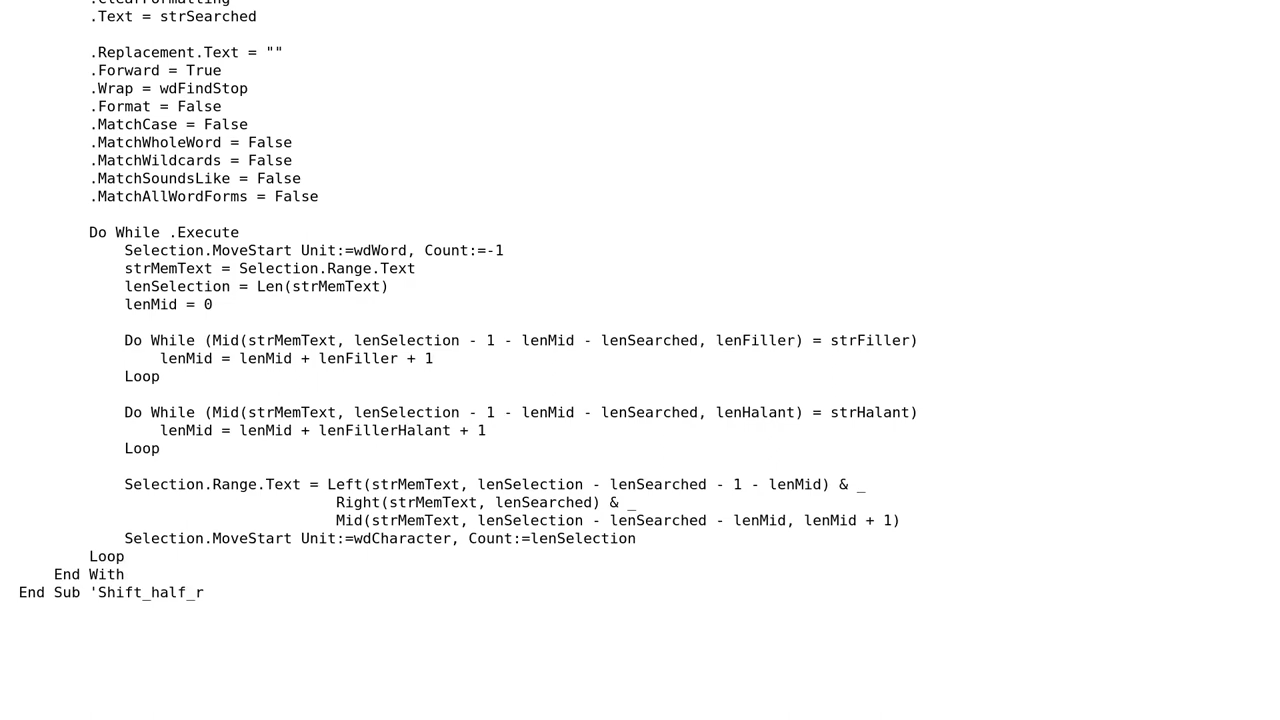 .ClearFormatting
.Text = strSearched
.Replacement.Text = ""
.Forward = True
.Wrap = wdFindStop
.Format = False
.MatchCase = False
.MatchWholeWord = False
.MatchWildcards = False
.MatchSoundsLike = False
.MatchAllWordForms = False
Do While .Execute
Selection.MoveStart Unit:=wdWord, Count:=-1
strMemText = Selection.Range.Text
lenSelection = Len(strMemText)
lenMid = 0
Do While (Mid(strMemText, lenSelection - 1 - lenMid - lenSearched, lenFiller) = strFiller)
lenMid = lenMid + lenFiller + 1
Loop
Do While (Mid(strMemText, lenSelection - 1 - lenMid - lenSearched, lenHalant) = strHalant)
lenMid = lenMid + lenFillerHalant + 1
Loop
Selection.Range.Text = Left(strMemText, lenSelection - lenSearched - 1 - lenMid) & _
Right(strMemText, lenSearched) & _
Mid(strMemText, lenSelection - lenSearched - lenMid, lenMid + 1)
Selection.MoveStart Unit:=wdCharacter, Count:=lenSelection
Loop
End With
End Sub 'Shift_half_r